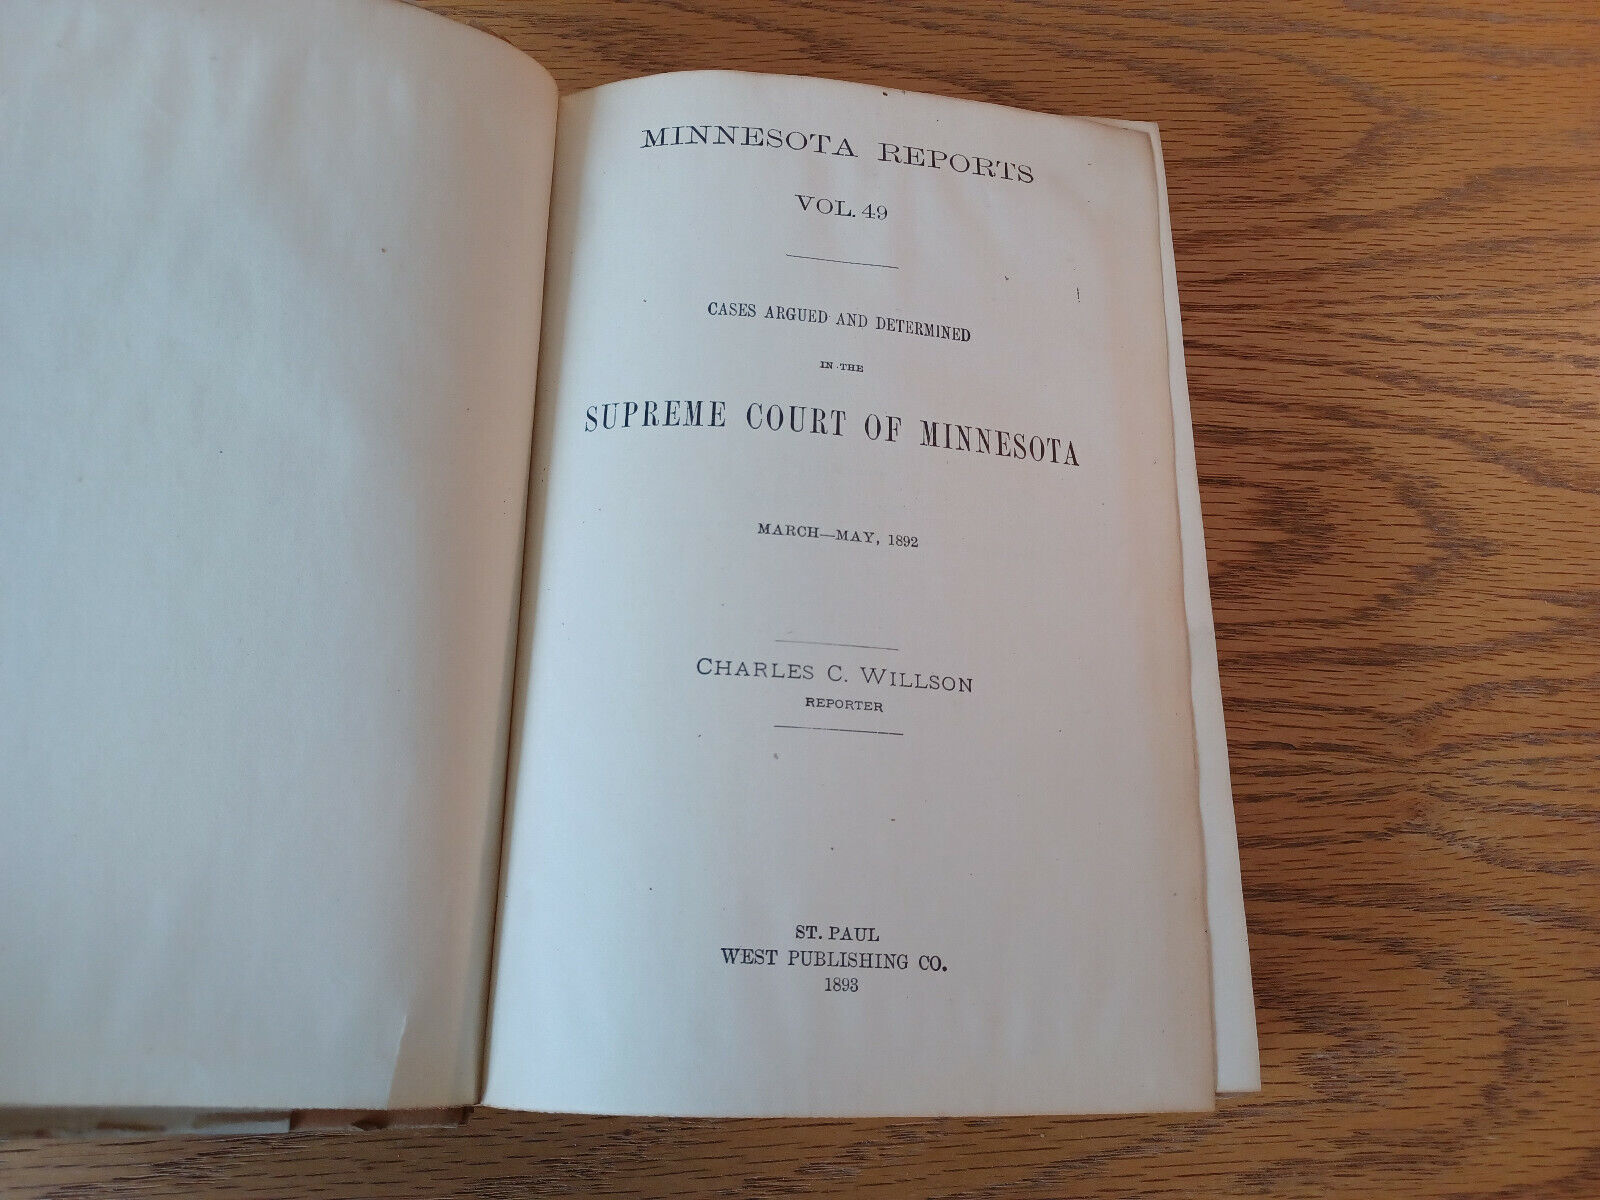 MINNESOTA REPORTS
VOL. 49
CASES ARGUED AND DETERMINED
IN THE
SUPREME COURT OF MINNESOTA
MARCH—MAY, 1892
CHARLES C. WILLSON
REPORTER
ST. PAUL
WEST PUBLISHING CO.
1893